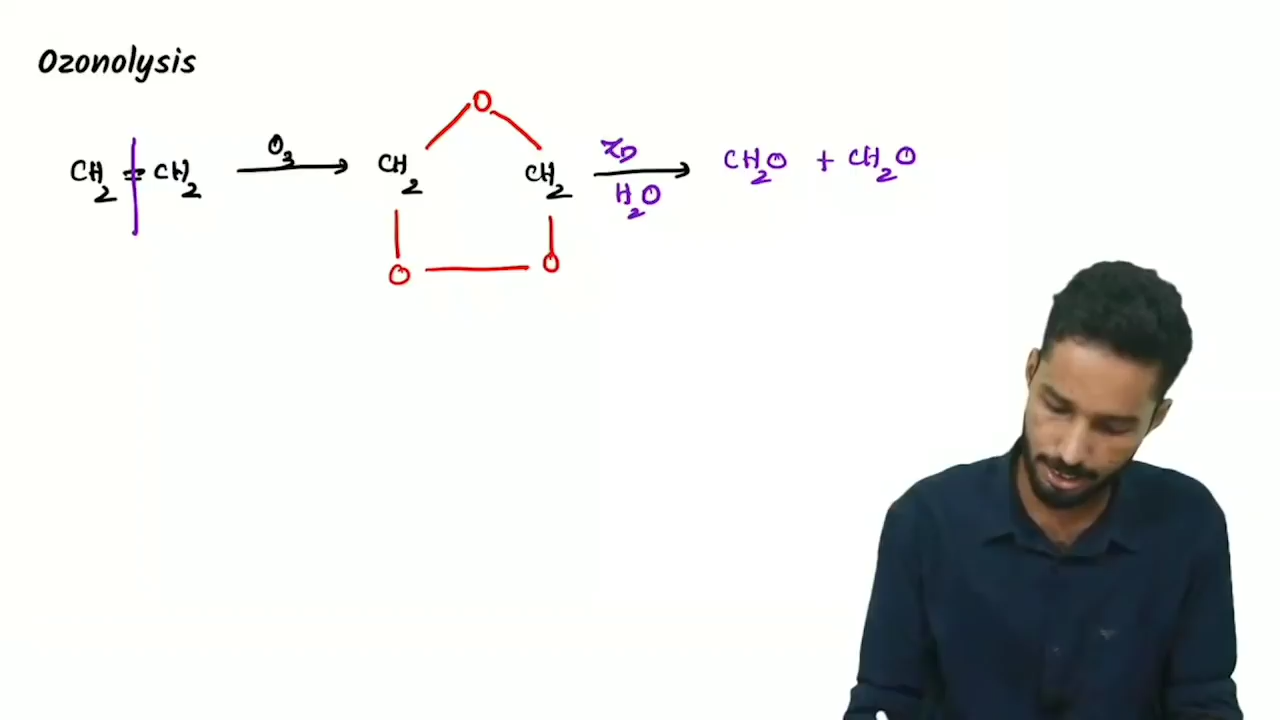 Ozonolysis
CH2 = CH2 O3 → CH2 O CH2 O O Zn H2O → CH2O + CH2O